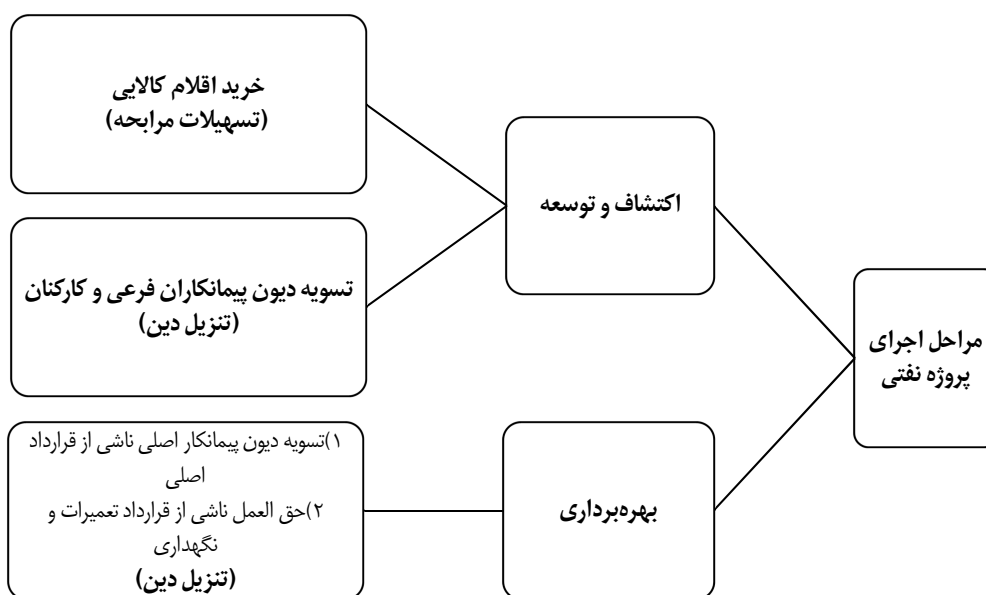 مراحل اجرای
پروژه نفتی
اکتشاف و توسعه
خرید اقلام کالایی
(تسهیلات مرابحه)
تسویه دیون پیمانکاران فرعی و کارکنان
(تنزیل دین)
بهره‌برداری
۱)تسویه دیون پیمانکار اصلی ناشی از قرارداد
اصلی
۲)حق العمل ناشی از قرارداد تعمیرات و
نگهداری
(تنزیل دین)